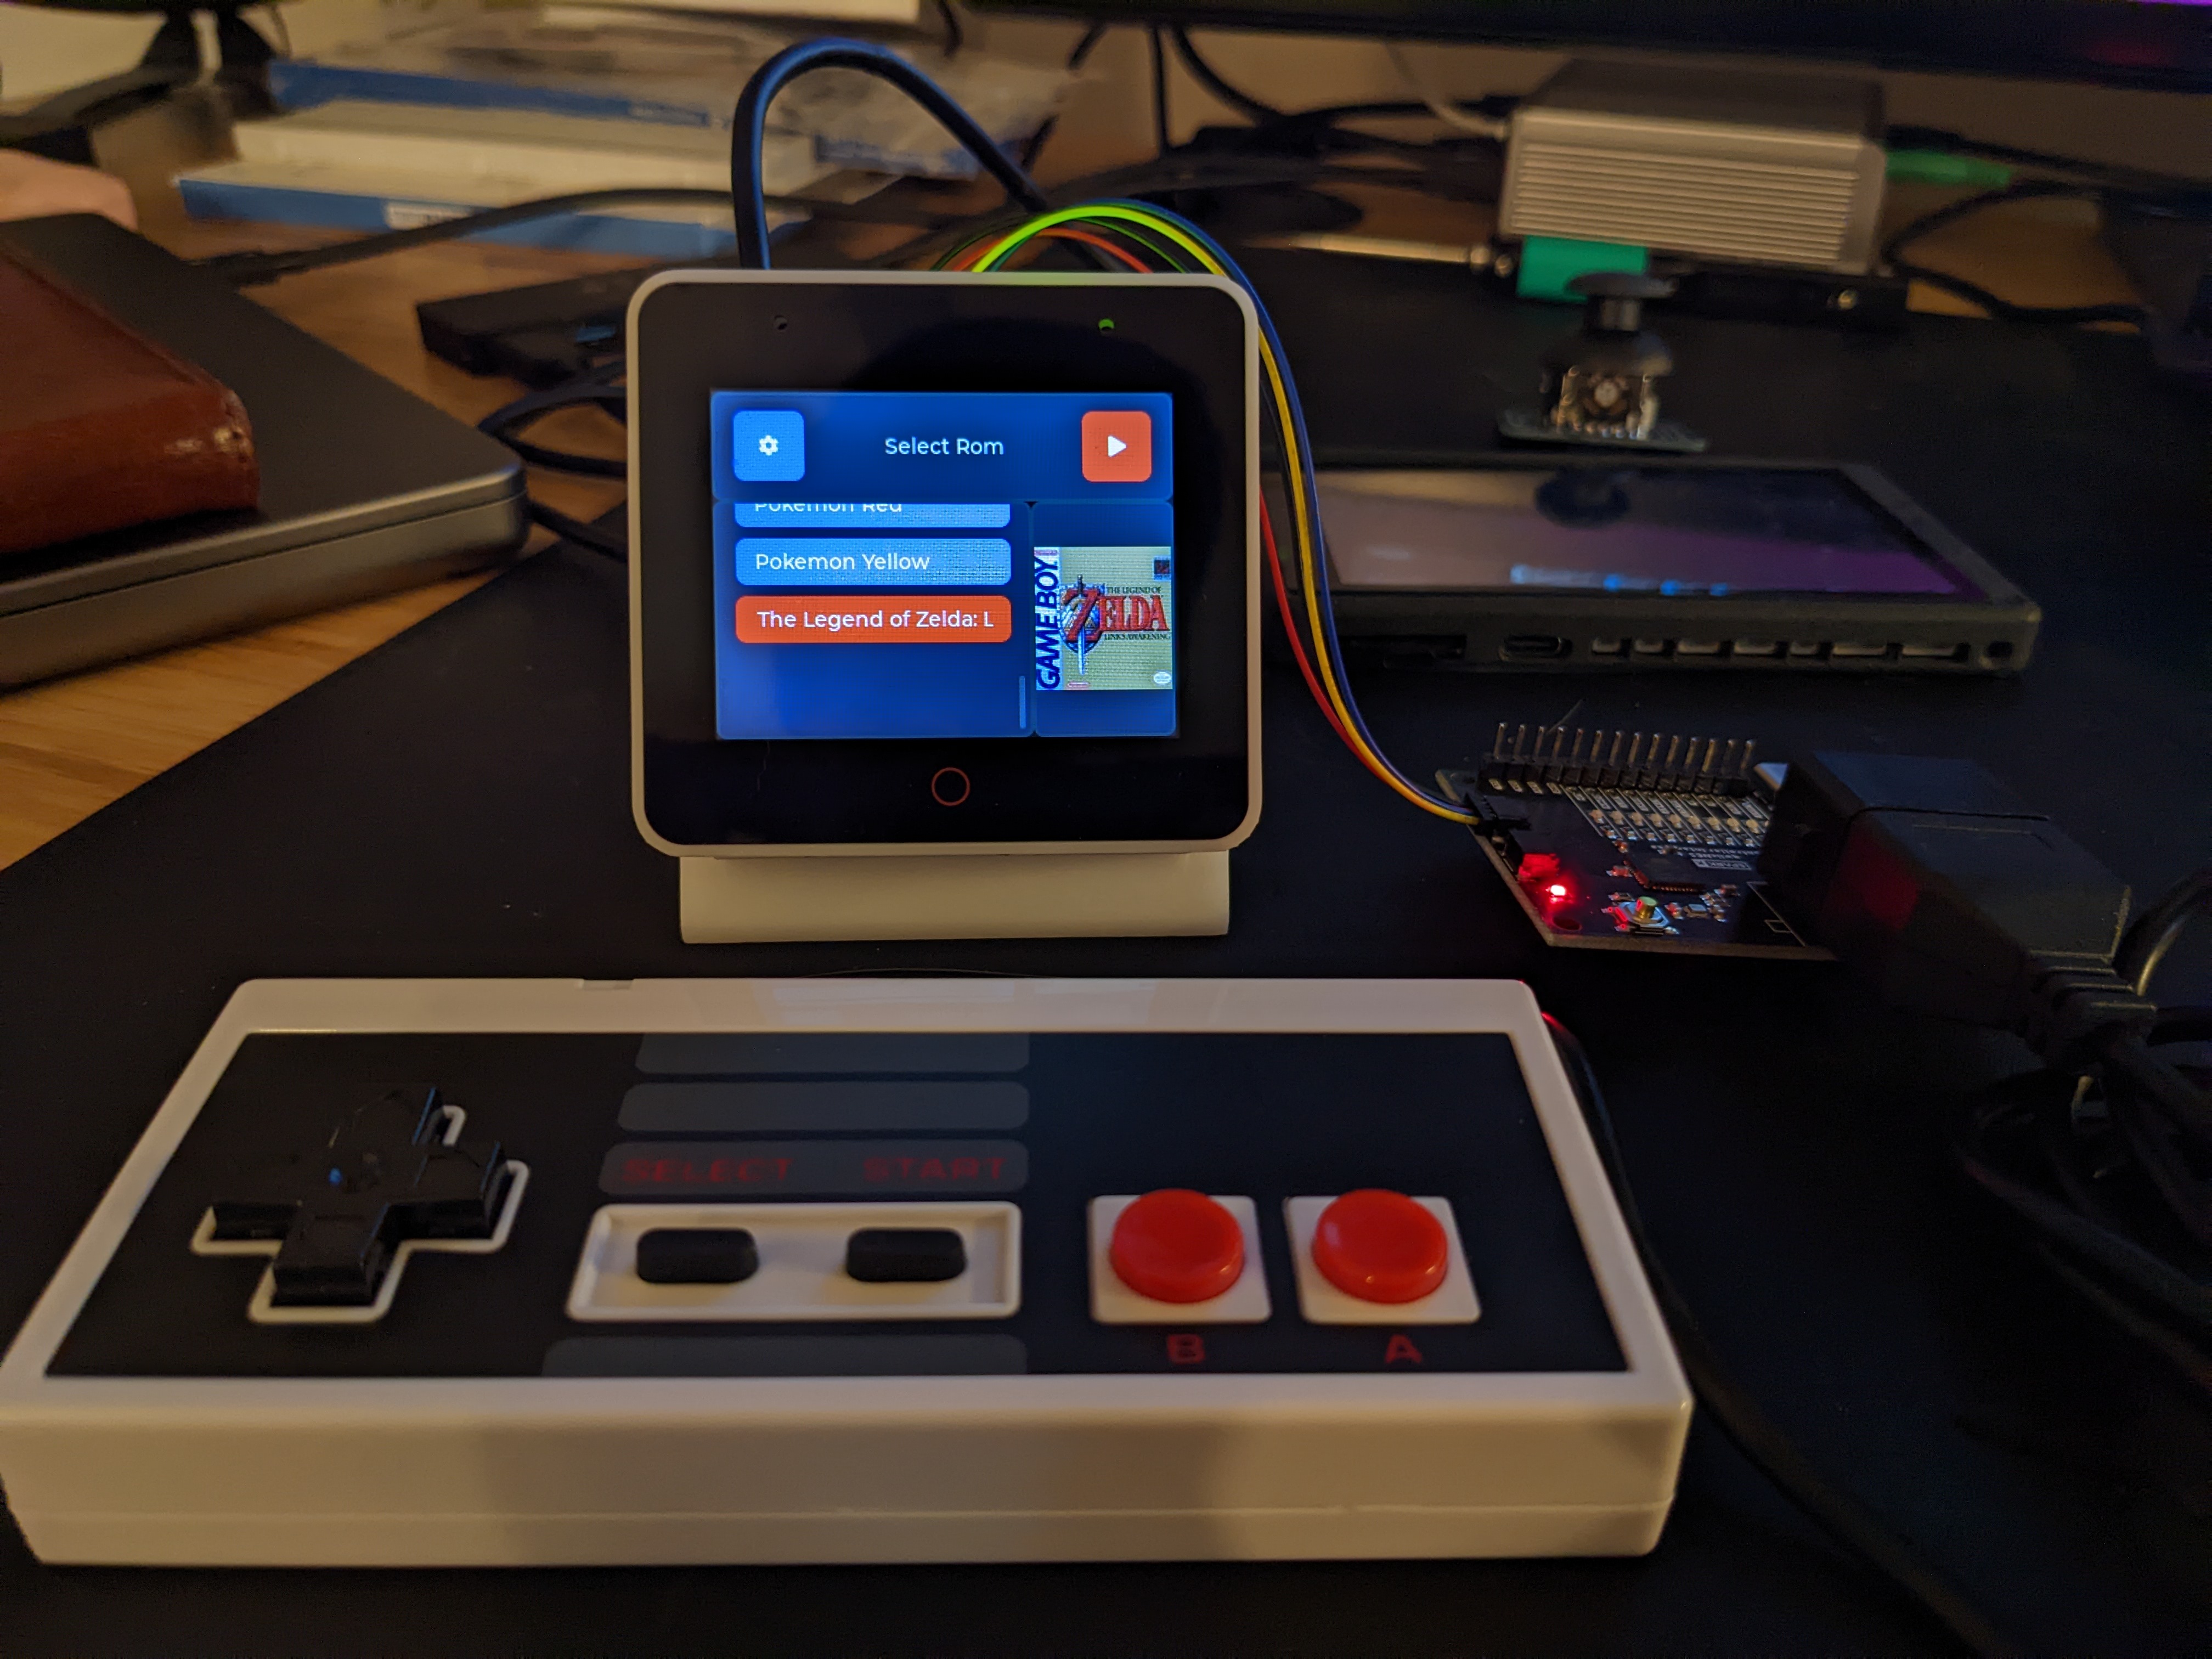 Select Rom
Pokemon Red
Pokemon Yellow
The Legend of Zelda: L
GAME BOY
THE LEGEND OF
ZELDA
LINK'S AWAKENING
SELECT START
B A